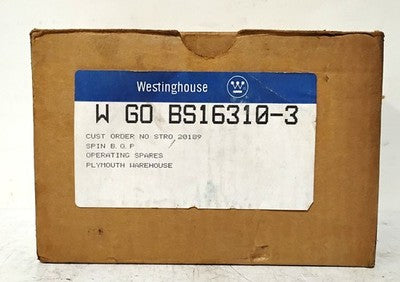 Westinghouse W
W GO BS16310-3
CUST ORDER NO STRO 20189
SPIN B.O.P
OPERATING SPARES
PLYMOUTH WAREHOUSE